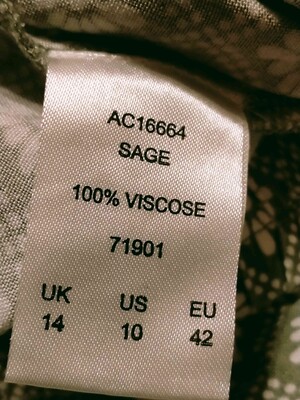 AC16664
SAGE
100% VISCOSE
71901
UK US EU
14 10 42